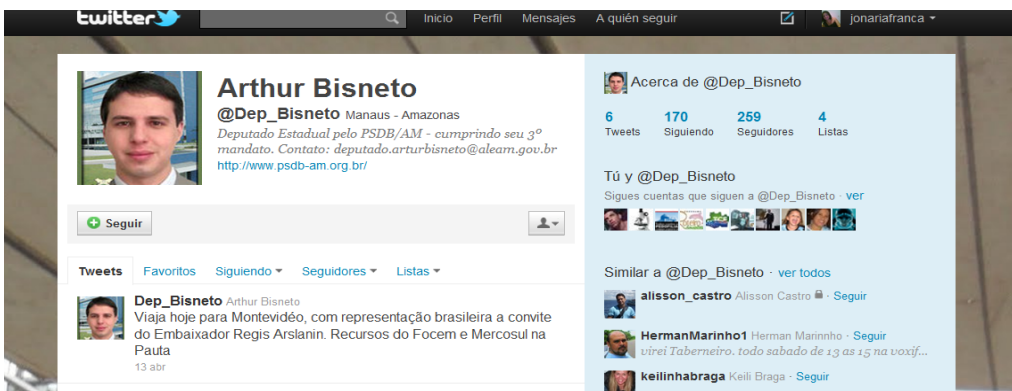 twitter
Inicio Perfil Mensajes A quién seguir jonariafranca
Arthur Bisneto
@Dep_Bisneto Manaus - Amazonas
Deputado Estadual pelo PSDB/AM - cumprindo seu 3º
mandato. Contato: deputado.arturbisneto@aleam.gov.br
http://www.psdb-am.org.br/
Seguir
Tweets Favoritos Siguiendo Seguidores Listas
Dep_Bisneto Arthur Bisneto
Viaja hoje para Montevidéo, com representação brasileira a convite
do Embaixador Regis Arslanin. Recursos do Focem e Mercosul na
Pauta
13 abr
Acerca de @Dep_Bisneto
6 170 259 4
Tweets Siguiendo Seguidores Listas
Tú y @Dep_Bisneto
Sigues cuentas que siguen a @Dep_Bisneto · ver
Similar a @Dep_Bisneto · ver todos
alisson_castro Alisson Castro · Seguir
HermanMarinho1 Herman Marinnho · Seguir
virei Taberneiro. todo sabado de 13 as 15 na voxif...
keilinhabraga Keili Braga · Seguir